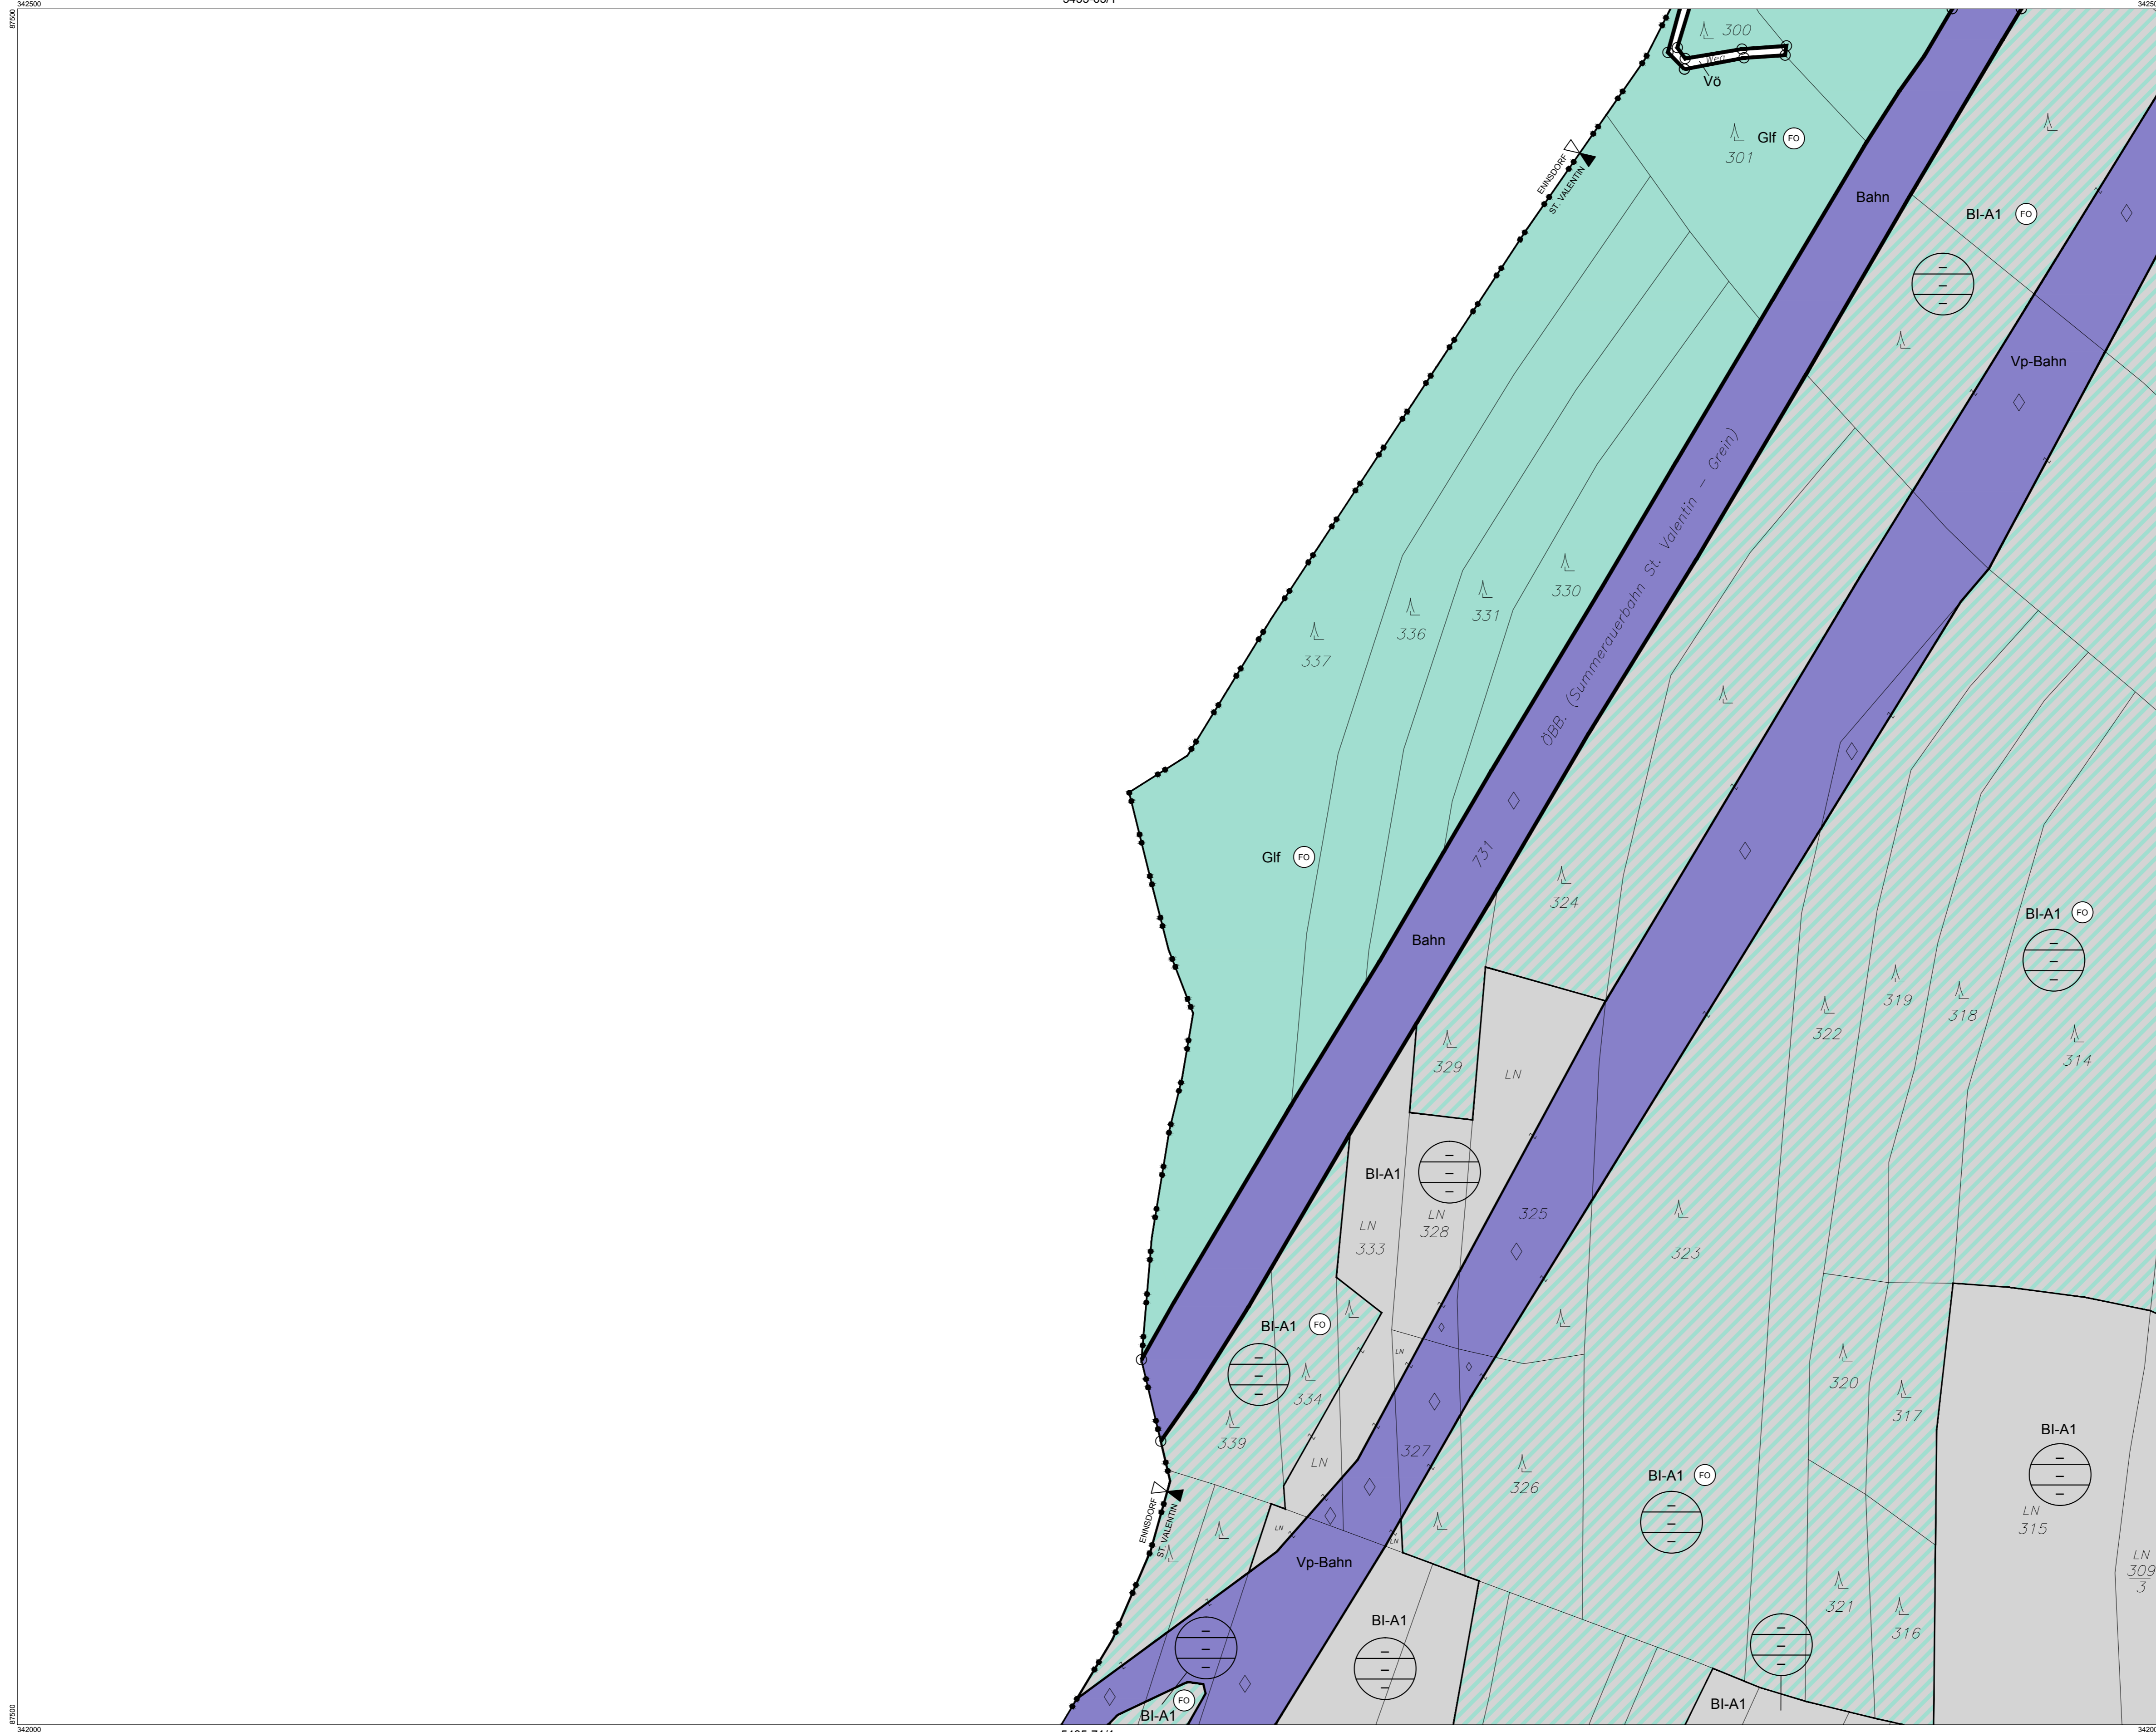 342500
87500
300
Weg
Vö
301
Glf FO
ENNSDORF
ST. VALENTIN
Bahn
BI-A1 FO
Vp-Bahn
ÖBB. (Summerauerbahn St. Valentin – Grein)
330
331
336
337
731
Glf FO
324
Bahn
BI-A1 FO
319
318
322
314
329
LN
BI-A1
LN
328
LN
333
325
323
BI-A1 FO
LN
334
339
320
317
327
LN
BI-A1
326
BI-A1 FO
LN
315
ENNSDORF
ST. VALENTIN
LN
LN
Vp-Bahn
LN
309
3
321
316
BI-A1
FO
BI-A1
BI-A1
87500
342000